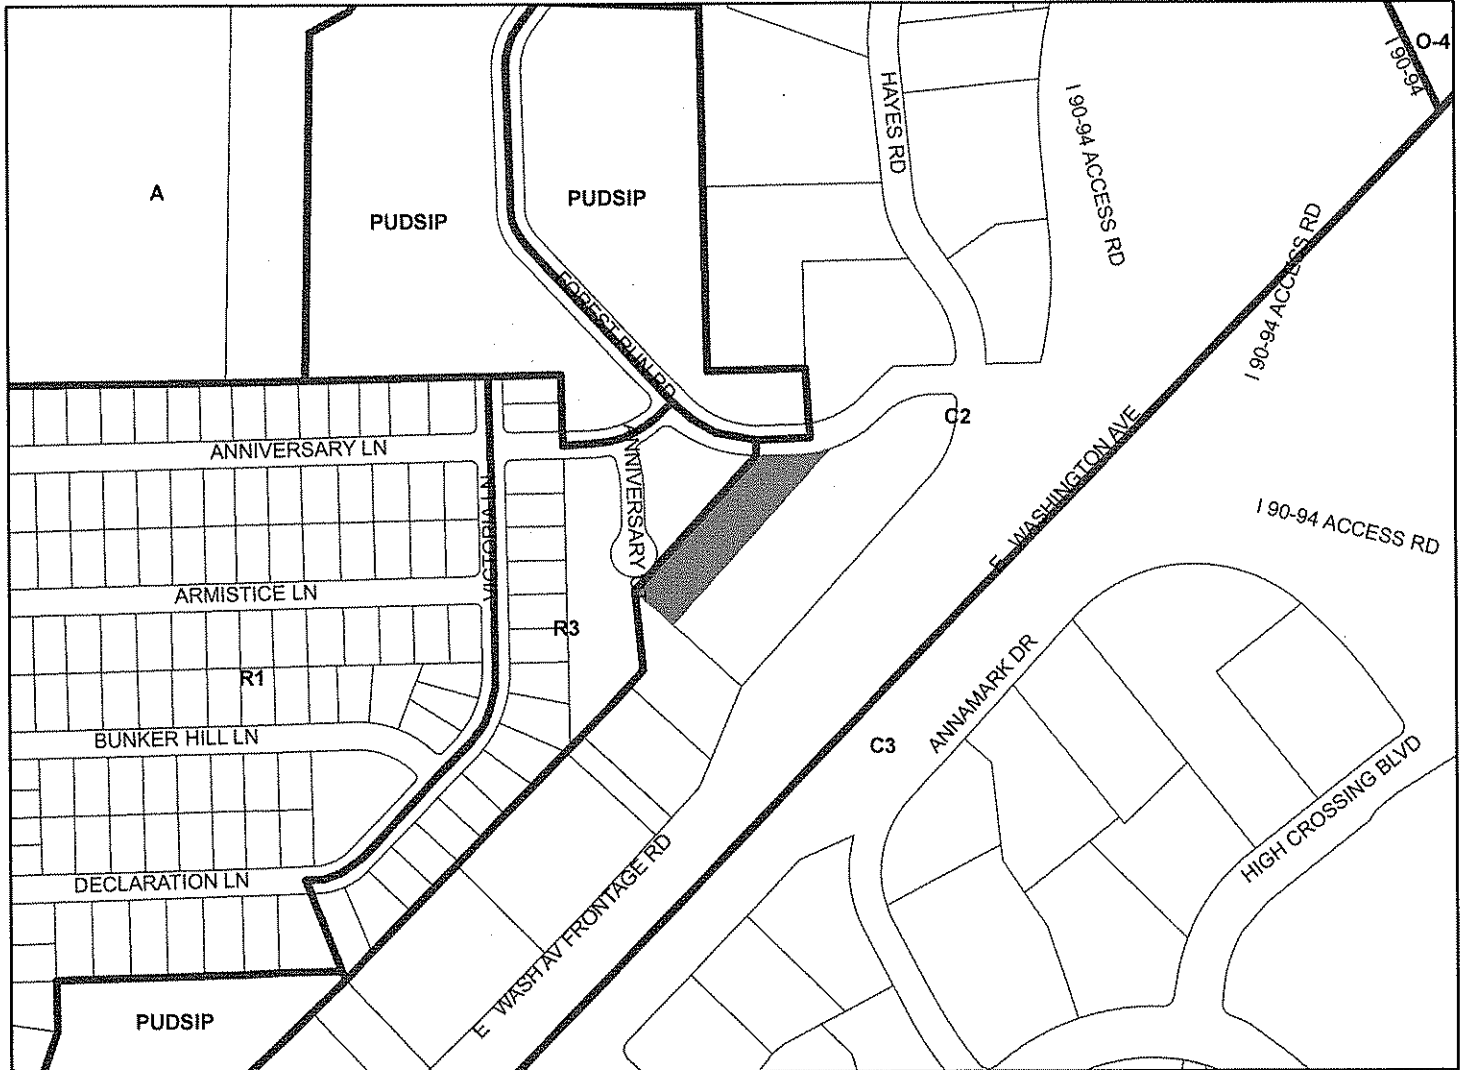 O-4
I 90-94
HAYES RD
I 90-94 ACCESS RD
A
PUDSIP
PUDSIP
I 90-94 ACCESS RD
FOREST RUN RD
C2
ANNIVERSARY LN
ANNIVERSARY
VICTORIA LN
E WASHINGTON AVE
I 90-94 ACCESS RD
ARMISTICE LN
R3
R1
ANNAMARK DR
BUNKER HILL LN
C3
HIGH CROSSING BLVD
DECLARATION LN
E WASH AV FRONTAGE RD
PUDSIP